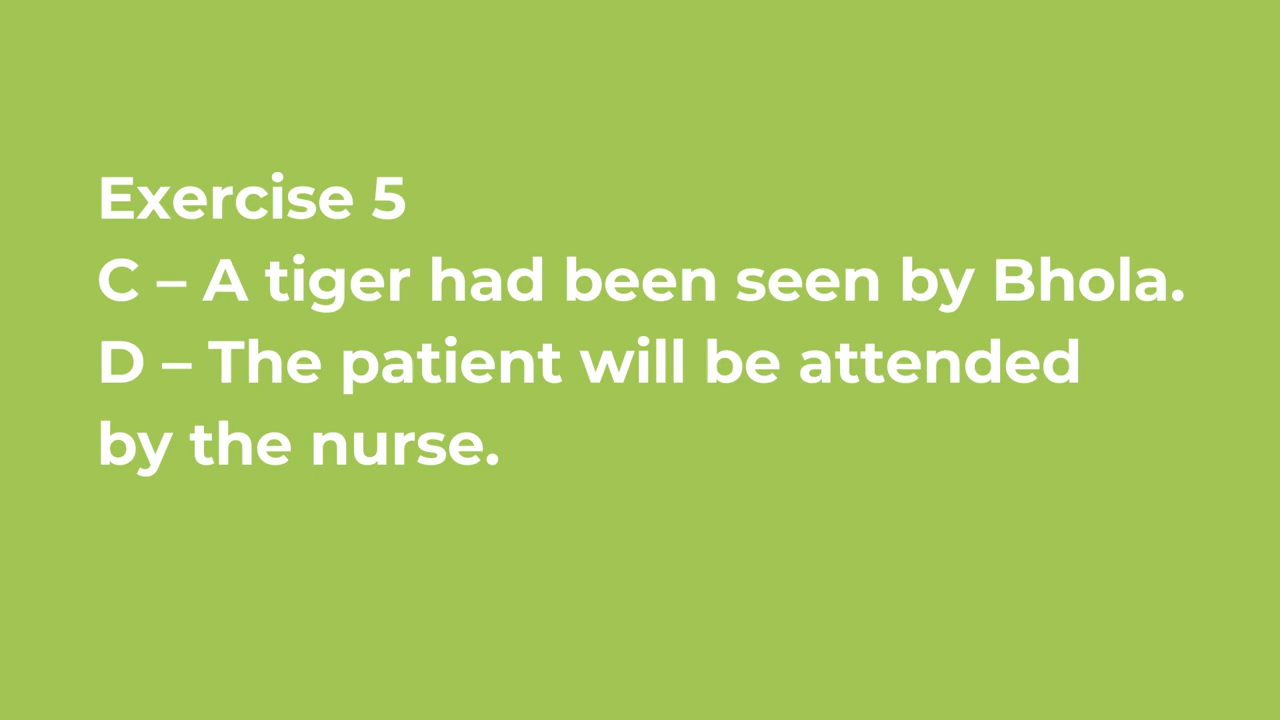 Exercise 5
C – A tiger had been seen by Bhola.
D – The patient will be attended
by the nurse.